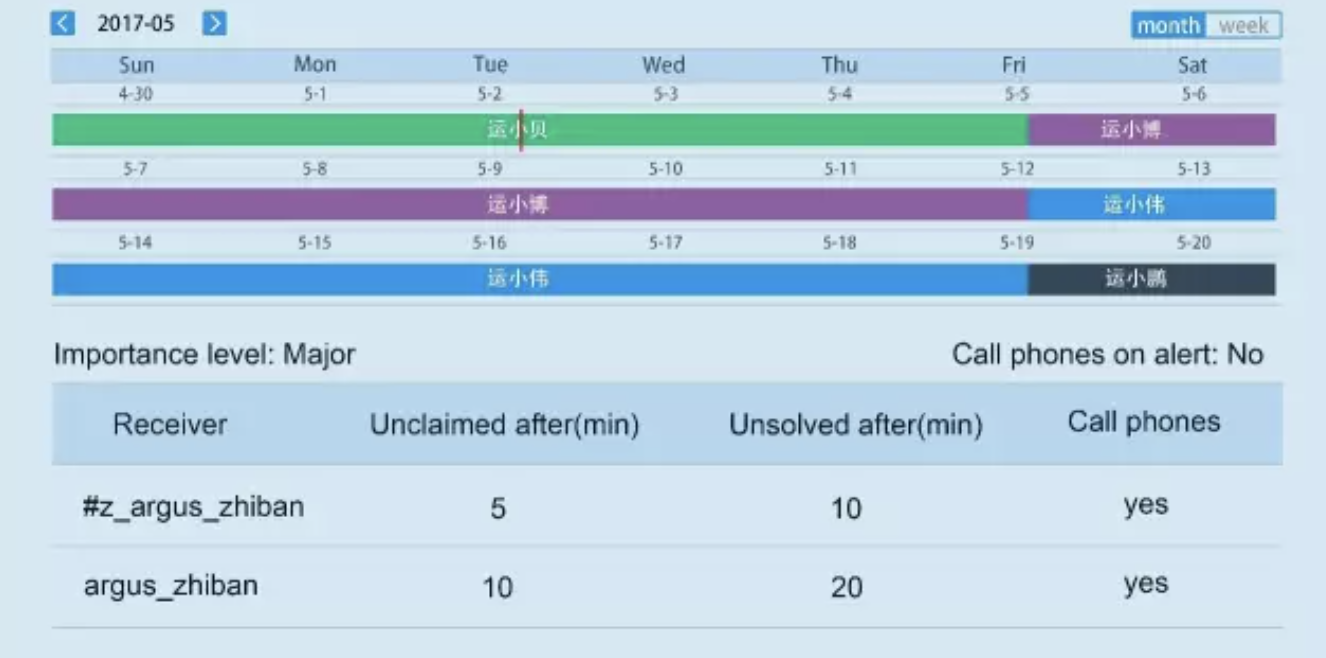 2017-05 month week
Sun Mon Tue Wed Thu Fri Sat
4-30 5-1 5-2 5-3 5-4 5-5 5-6
运小贝 运小博
5-7 5-8 5-9 5-10 5-11 5-12 5-13
运小博 运小伟
5-14 5-15 5-16 5-17 5-18 5-19 5-20
运小伟 运小鹏
Importance level: Major Call phones on alert: No
Receiver Unclaimed after(min) Unsolved after(min) Call phones
#z_argus_zhiban 5 10 yes
argus_zhiban 10 20 yes